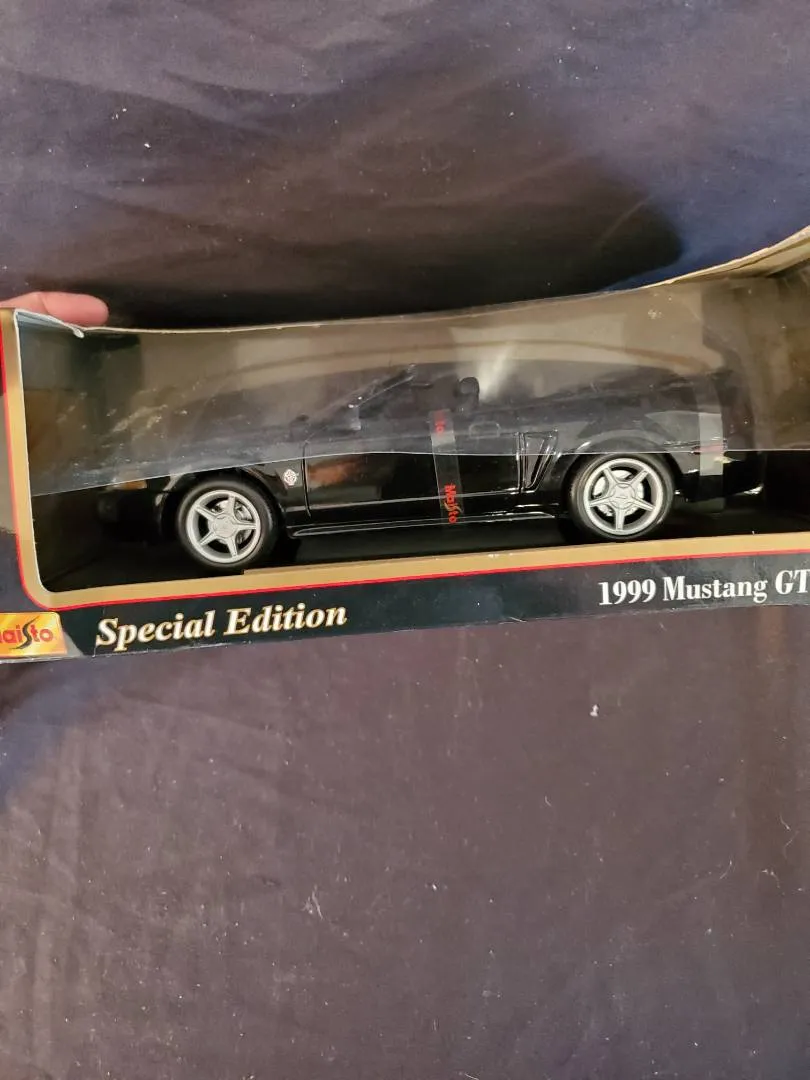 Maisto
1999 Mustang GT
Maisto
Special Edition